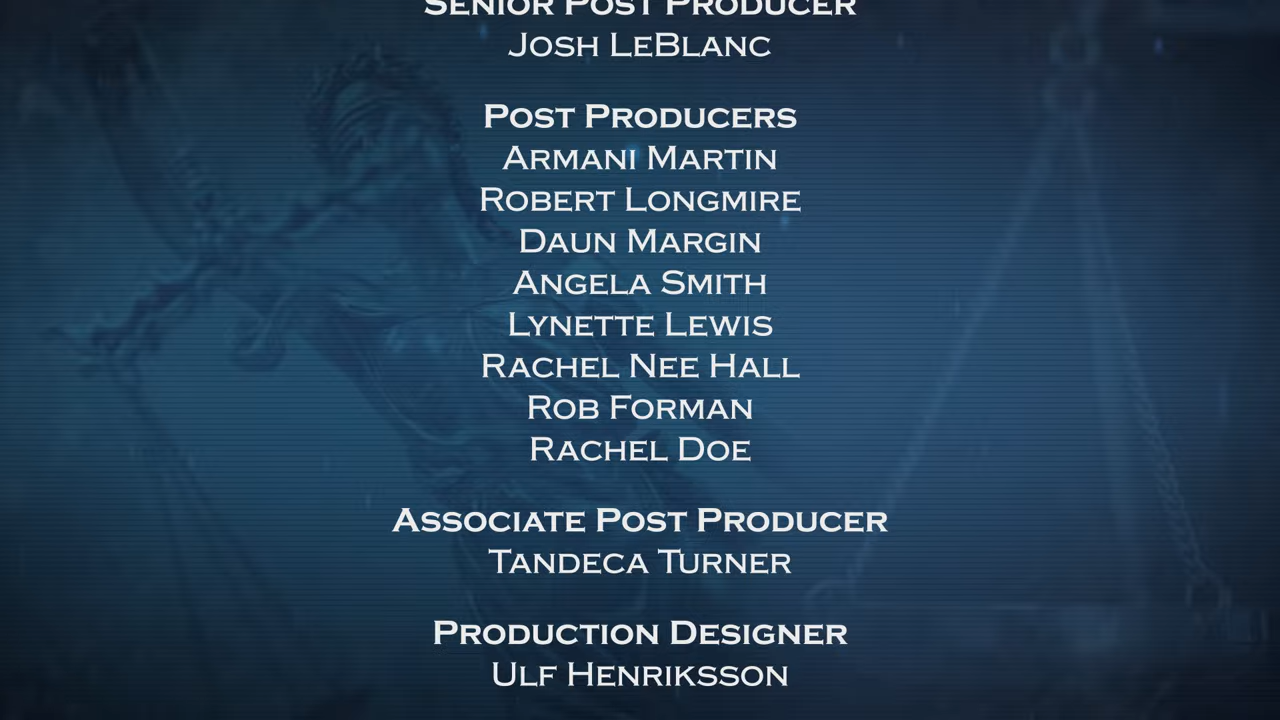 Senior Post Producer
Josh LeBlanc
Post Producers
Armani Martin
Robert Longmire
Daun Margin
Angela Smith
Lynette Lewis
Rachel Nee Hall
Rob Forman
Rachel Doe
Associate Post Producer
Tandeca Turner
Production Designer
Ulf Henriksson